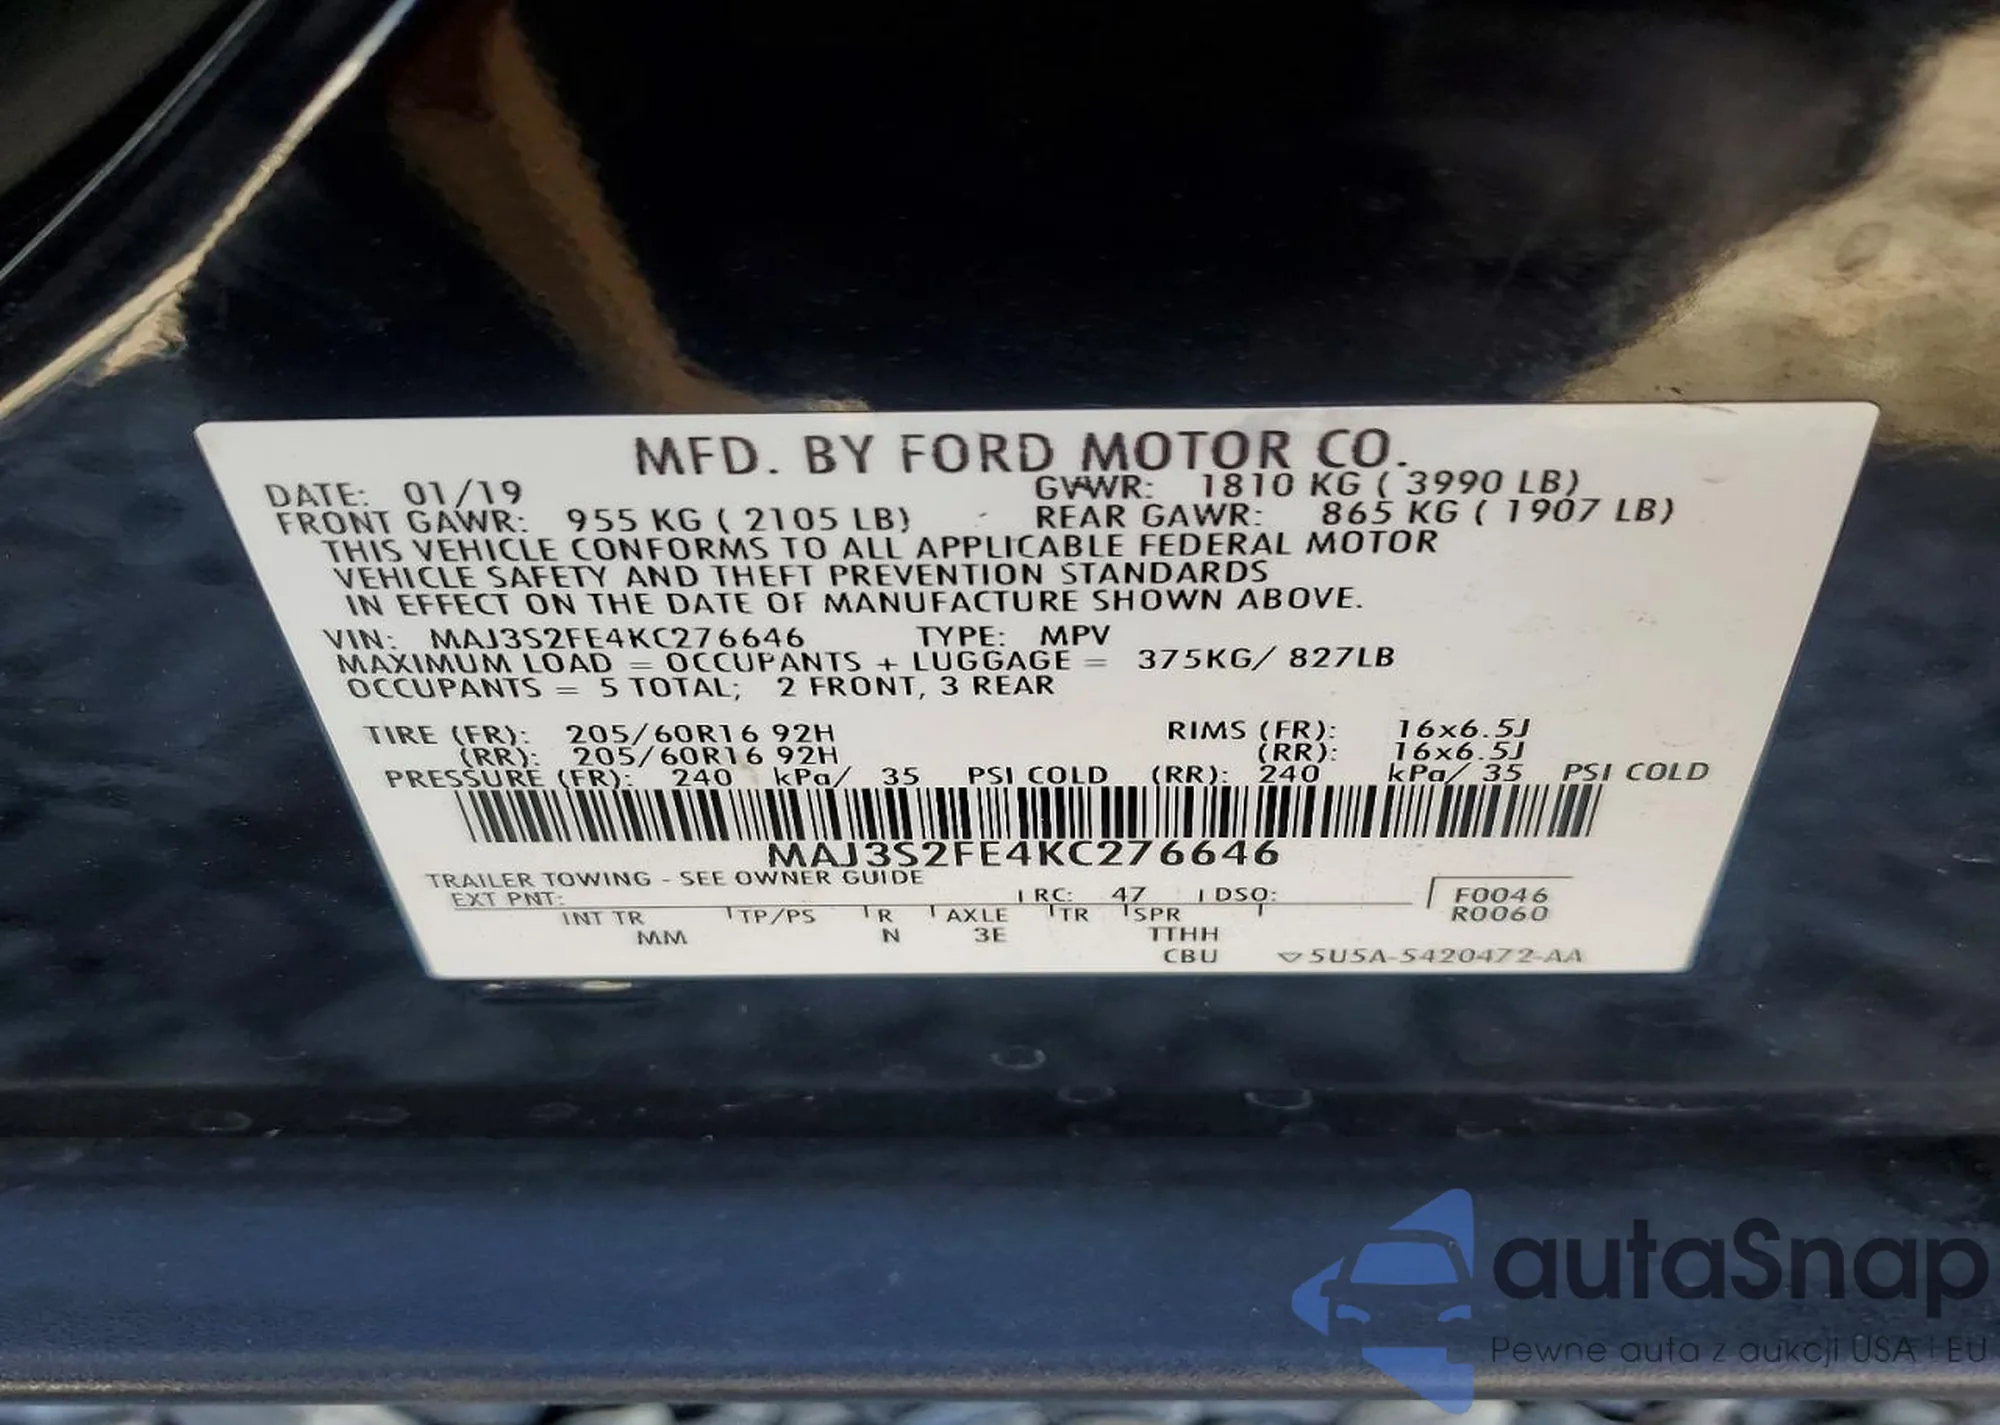 MFD. BY FORD MOTOR CO.
DATE: 01/19 GVWR: 1810 KG ( 3990 LB)
FRONT GAWR: 955 KG ( 2105 LB) REAR GAWR: 865 KG ( 1907 LB)
THIS VEHICLE CONFORMS TO ALL APPLICABLE FEDERAL MOTOR
VEHICLE SAFETY AND THEFT PREVENTION STANDARDS
IN EFFECT ON THE DATE OF MANUFACTURE SHOWN ABOVE.
VIN: MAJ3S2FE4KC276646 TYPE: MPV
MAXIMUM LOAD = OCCUPANTS + LUGGAGE = 375KG/ 827LB
OCCUPANTS = 5 TOTAL; 2 FRONT, 3 REAR
TIRE (FR): 205/60R16 92H RIMS (FR): 16x6.5J
(RR): 205/60R16 92H (RR): 16x6.5J
PRESSURE (FR): 240 kPa/ 35 PSI COLD (RR): 240 kPa/ 35 PSI COLD
MAJ3S2FE4KC276646
TRAILER TOWING - SEE OWNER GUIDE
EXT PNT: RC: 47 DSO: F0046
INT TR TP/PS R AXLE TR SPR R0060
MM N 3E TTHH
CBU ▽5U5A-5420472-AA
autaSnap
Pewne auta z aukcji USA i EU